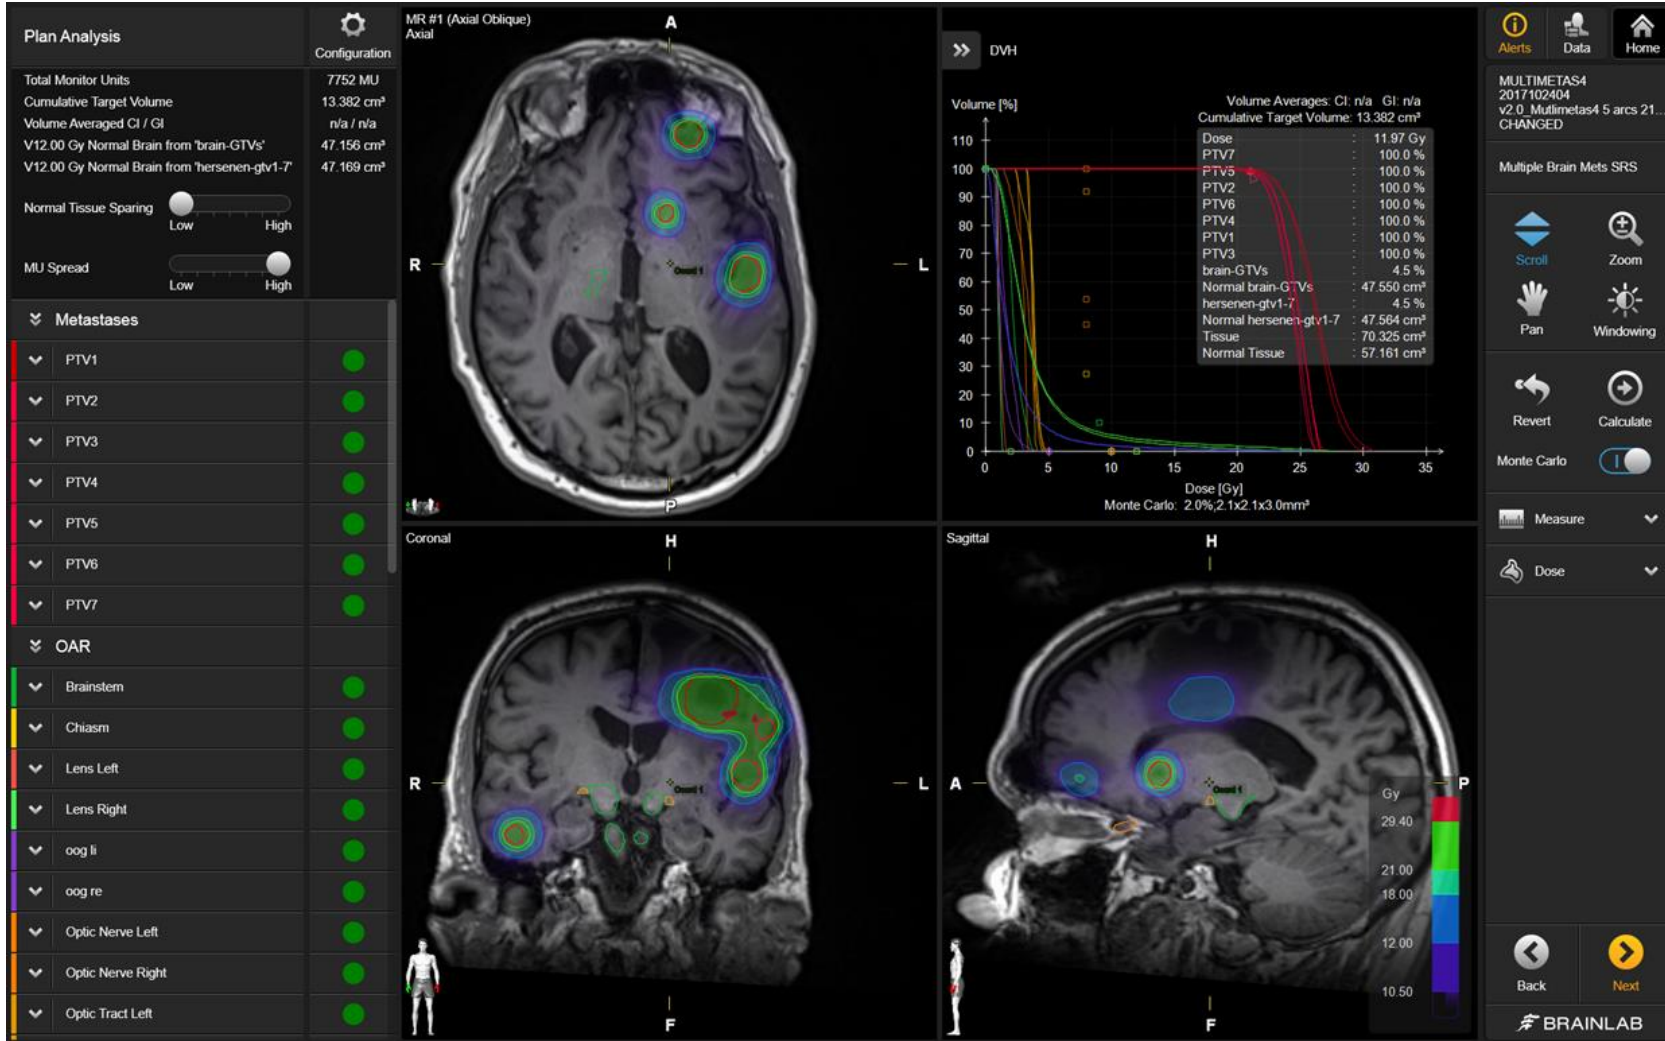 Plan Analysis
Configuration
Total Monitor Units 7752 MU
Cumulative Target Volume 13.382 cm³
Volume Averaged CI / GI n/a / n/a
V12.00 Gy Normal Brain from 'brain-GTVs' 47.156 cm³
V12.00 Gy Normal Brain from 'hersenen-gtv1-7' 47.169 cm³
Normal Tissue Sparing
Low High
MU Spread
Low High
Metastases
PTV1
PTV2
PTV3
PTV4
PTV5
PTV6
PTV7
OAR
Brainstem
Chiasm
Lens Left
Lens Right
oog li
oog re
Optic Nerve Left
Optic Nerve Right
Optic Tract Left
MR #1 (Axial Oblique)
Axial
A
R
L
P
DVH
Volume [%]
Volume Averages: CI: n/a GI: n/a
Cumulative Target Volume: 13.382 cm³
Dose : 11.97 Gy
PTV7 : 100.0 %
PTV5 : 100.0 %
PTV2 : 100.0 %
PTV6 : 100.0 %
PTV4 : 100.0 %
PTV1 : 100.0 %
PTV3 : 100.0 %
brain-GTVs : 4.5 %
Normal brain-GTVs : 47.550 cm³
hersenen-gtv1-7 : 4.5 %
Normal hersenen-gtv1-7 : 47.564 cm³
Tissue : 70.325 cm³
Normal Tissue : 57.161 cm³
110
100
90
80
70
60
50
40
30
20
10
0
0 5 10 15 20 25 30 35
Dose [Gy]
Monte Carlo: 2.0%;2.1x2.1x3.0mm³
Coronal
H
R
L
F
Sagittal
H
A
P
F
Gy
29.40
21.00
18.00
12.00
10.50
Alerts
Data
Home
MULTIMETAS4
2017102404
v2.0_Mutlimetas4 5 arcs 21...
CHANGED
Multiple Brain Mets SRS
Scroll
Zoom
Pan
Windowing
Revert
Calculate
Monte Carlo
Measure
Dose
Back
Next
BRAINLAB